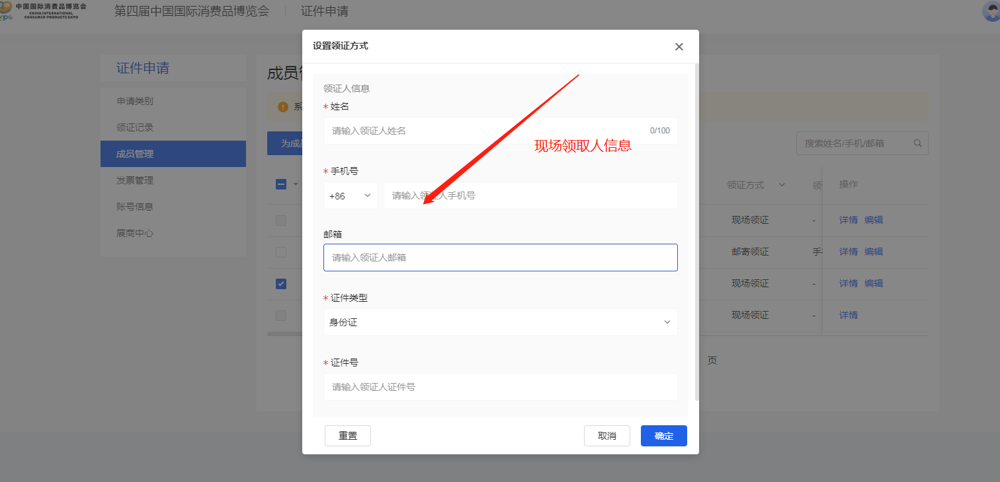 中国国际消费品博览会
CHINA INTERNATIONAL
CONSUMER PRODUCTS EXPO
第四届中国国际消费品博览会
证件申请
证件申请
申请类别
领证记录
成员管理
发票管理
账号信息
展商中心
设置领证方式
领证人信息
* 姓名
请输入领证人姓名
0/100
现场领取人信息
* 手机号
+86
请输入领证人手机号
邮箱
请输入领证人邮箱
* 证件类型
身份证
* 证件号
请输入领证人证件号
重置
取消
确定
成员
系
为成
搜索姓名/手机/邮箱
领证方式
领
操作
现场领证
-
详情 编辑
邮寄领证
手
详情 编辑
现场领证
-
详情 编辑
现场领证
-
详情
页